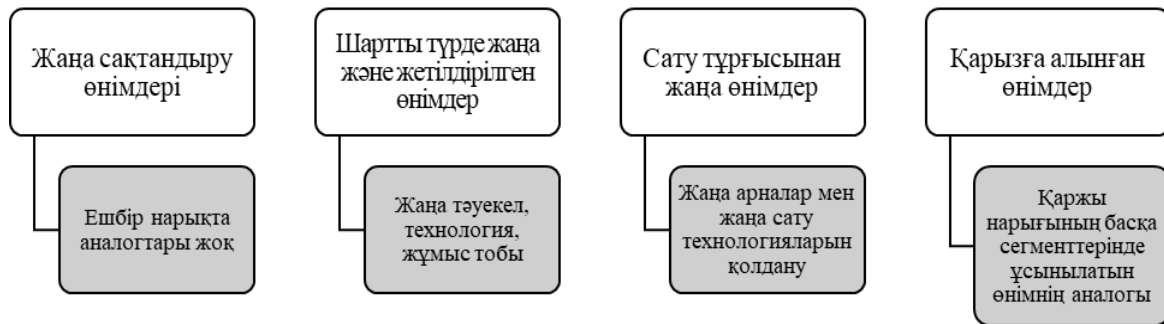 Жаңа сақтандыру
өнімдері
Ешбір нарықта
аналогтары жоқ
Шартты түрде жаңа
және жетілдірілген
өнімдер
Жаңа тәуекел,
технология,
жұмыс тобы
Сату тұрғысынан
жаңа өнімдер
Жаңа арналар мен
жаңа сату
технологияларын
қолдану
Қарызға алынған
өнімдер
Қаржы
нарығының басқа
сегменттерінде
ұсынылатын
өнімнің аналогы